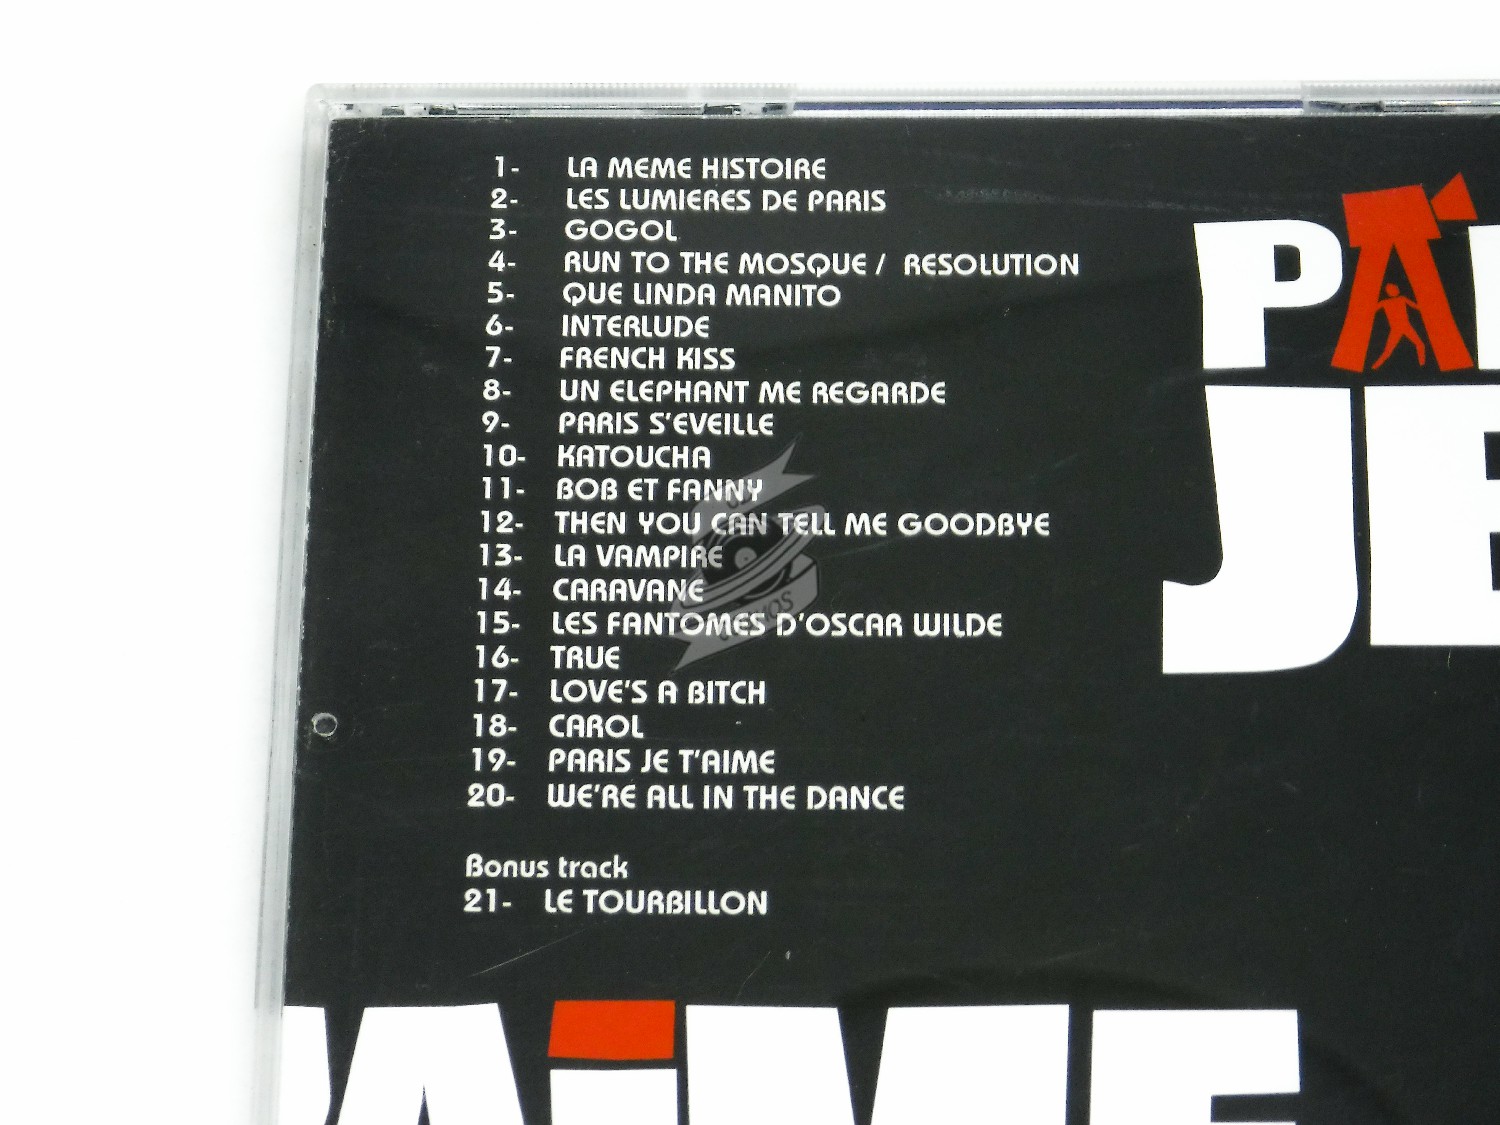 1- LA MEME HISTOIRE
2- LES LUMIERES DE PARIS
3- GOGOL
4- RUN TO THE MOSQUE / RESOLUTION
5- QUE LINDA MANITO
6- INTERLUDE
7- FRENCH KISS
8- UN ELEPHANT ME REGARDE
9- PARIS S'EVEILLE
10- KATOUCHA
11- BOB ET FANNY
12- THEN YOU CAN TELL ME GOODBYE
13- LA VAMPIRE
14- CARAVANE
15- LES FANTOMES D'OSCAR WILDE
16- TRUE
17- LOVE'S A BITCH
18- CAROL
19- PARIS JE T'AIME
20- WE'RE ALL IN THE DANCE
Bonus track
21- LE TOURBILLON
PA
JE
'AiME